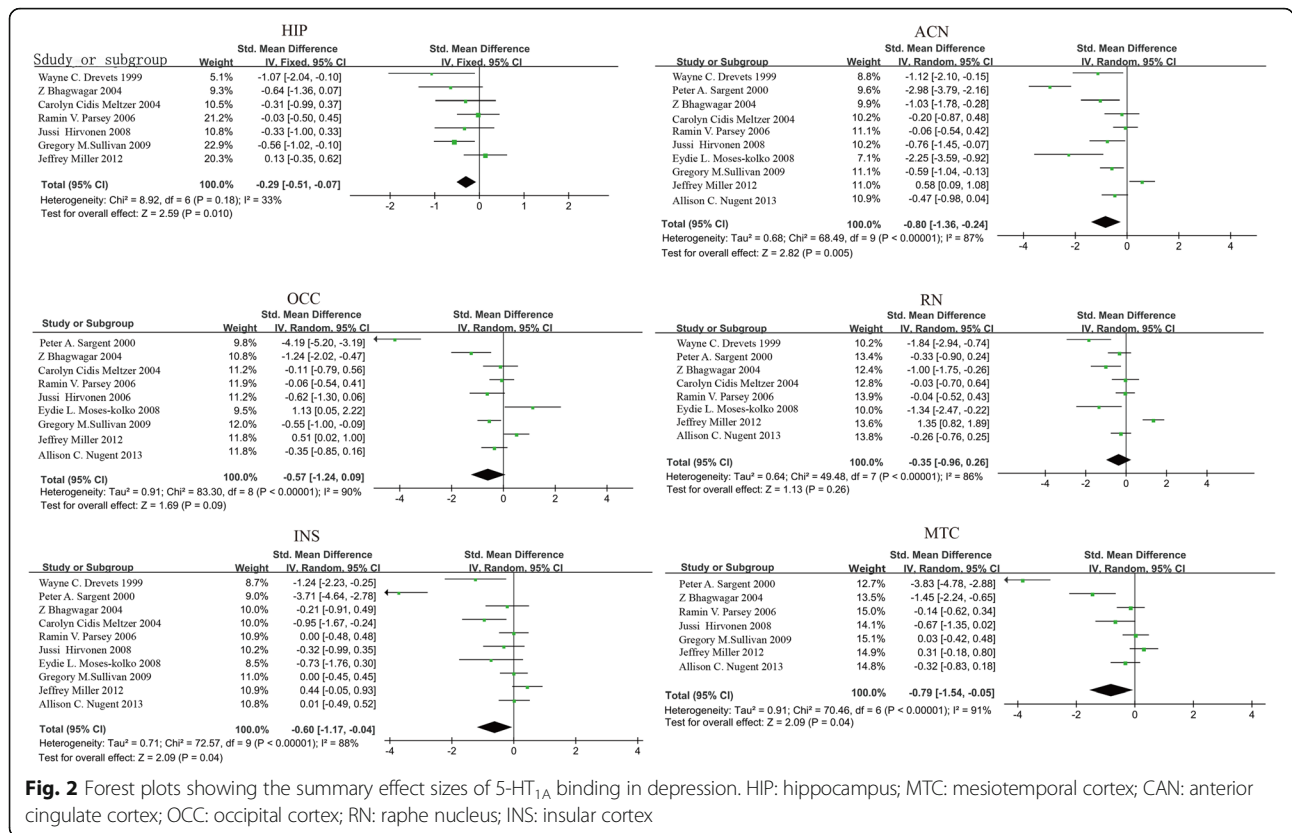 HIP
Std. Mean Difference Std. Mean Difference
Sdudy or subgroup Weight IV. Fixed. 95% CI IV. Fixed. 95% CI
Wayne C. Drevets 1999 5.1% -1.07 [-2.04, -0.10]
Z Bhagwagar 2004 9.3% -0.64 [-1.36, 0.07]
Carolyn Cidis Meltzer 2004 10.5% -0.31 [-0.99, 0.37]
Ramin V. Parsey 2006 21.2% -0.03 [-0.50, 0.45]
Jussi Hirvonen 2008 10.8% -0.33 [-1.00, 0.33]
Gregory M.Sullivan 2009 22.9% -0.56 [-1.02, -0.10]
Jeffrey Miller 2012 20.3% 0.13 [-0.35, 0.62]
Total (95% CI) 100.0% -0.29 [-0.51, -0.07]
Heterogeneity: Chi² = 8.92, df = 6 (P = 0.18); I² = 33%
Test for overall effect: Z = 2.59 (P = 0.010)
-2 -1 0 1 2
ACN
Std. Mean Difference Std. Mean Difference
Study or Subgroup Weight IV. Random. 95% CI IV. Random. 95% CI
Wayne C. Drevets 1999 8.8% -1.12 [-2.10, -0.15]
Peter A. Sargent 2000 9.6% -2.98 [-3.79, -2.16]
Z Bhagwagar 2004 9.9% -1.03 [-1.78, -0.28]
Carolyn Cidis Meltzer 2004 10.2% -0.20 [-0.87, 0.48]
Ramin V. Parsey 2006 11.1% -0.06 [-0.54, 0.42]
Jussi Hirvonen 2008 10.2% -0.76 [-1.45, -0.07]
Eydie L. Moses-kolko 2008 7.1% -2.25 [-3.59, -0.92]
Gregory M.Sullivan 2009 11.1% -0.59 [-1.04, -0.13]
Jeffrey Miller 2012 11.0% 0.58 [0.09, 1.08]
Allison C. Nugent 2013 10.9% -0.47 [-0.98, 0.04]
Total (95% CI) 100.0% -0.80 [-1.36, -0.24]
Heterogeneity: Tau² = 0.68; Chi² = 68.49, df = 9 (P < 0.00001); I² = 87%
Test for overall effect: Z = 2.82 (P = 0.005)
-4 -2 0 2 4
OCC
Std. Mean Difference Std. Mean Difference
Study or Subgroup Weight IV. Random. 95% CI IV. Random. 95% CI
Peter A. Sargent 2000 9.8% -4.19 [-5.20, -3.19]
Z Bhagwagar 2004 10.8% -1.24 [-2.02, -0.47]
Carolyn Cidis Meltzer 2004 11.2% -0.11 [-0.79, 0.56]
Ramin V. Parsey 2006 11.9% -0.06 [-0.54, 0.41]
Jussi Hirvonen 2006 11.2% -0.62 [-1.30, 0.06]
Eydie L. Moses-kolko 2008 9.5% 1.13 [0.05, 2.22]
Gregory M.Sullivan 2009 12.0% -0.55 [-1.00, -0.09]
Jeffrey Miller 2012 11.8% 0.51 [0.02, 1.00]
Allison C. Nugent 2013 11.8% -0.35 [-0.85, 0.16]
Total (95% CI) 100.0% -0.57 [-1.24, 0.09]
Heterogeneity: Tau² = 0.91; Chi² = 83.30, df = 8 (P < 0.00001); I² = 90%
Test for overall effect: Z = 1.69 (P = 0.09)
-4 -2 0 2 4
RN
Std. Mean Difference Std. Mean Difference
Study or Subgroup Weight IV. Random. 95% CI IV. Random. 95% CI
Wayne C. Drevets 1999 10.2% -1.84 [-2.94, -0.74]
Peter A. Sargent 2000 13.4% -0.33 [-0.90, 0.24]
Z Bhagwagar 2004 12.4% -1.00 [-1.75, -0.26]
Carolyn Cidis Meltzer 2004 12.8% -0.03 [-0.70, 0.64]
Ramin V. Parsey 2006 13.9% -0.04 [-0.52, 0.43]
Eydie L. Moses-kolko 2008 10.0% -1.34 [-2.47, -0.22]
Jeffrey Miller 2012 13.6% 1.35 [0.82, 1.89]
Allison C. Nugent 2013 13.8% -0.26 [-0.76, 0.25]
Total (95% CI) 100.0% -0.35 [-0.96, 0.26]
Heterogeneity: Tau² = 0.64; Chi² = 49.48, df = 7 (P < 0.00001); I² = 86%
Test for overall effect: Z = 1.13 (P = 0.26)
-4 -2 0 2 4
INS
Std. Mean Difference Std. Mean Difference
Study or Subgroup Weight IV. Random. 95% CI IV. Random. 95% CI
Wayne C. Drevets 1999 8.7% -1.24 [-2.23, -0.25]
Peter A. Sargent 2000 9.0% -3.71 [-4.64, -2.78]
Z Bhagwagar 2004 10.0% -0.21 [-0.91, 0.49]
Carolyn Cidis Meltzer 2004 10.0% -0.95 [-1.67, -0.24]
Ramin V. Parsey 2006 10.9% 0.00 [-0.48, 0.48]
Jussi Hirvonen 2008 10.2% -0.32 [-0.99, 0.35]
Eydie L. Moses-kolko 2008 8.5% -0.73 [-1.76, 0.30]
Gregory M.Sullivan 2009 11.0% 0.00 [-0.45, 0.45]
Jeffrey Miller 2012 10.9% 0.44 [-0.05, 0.93]
Allison C. Nugent 2013 10.8% 0.01 [-0.49, 0.52]
Total (95% CI) 100.0% -0.60 [-1.17, -0.04]
Heterogeneity: Tau² = 0.71; Chi² = 72.57, df = 9 (P < 0.00001); I² = 88%
Test for overall effect: Z = 2.09 (P = 0.04)
-4 -2 0 2 4
MTC
Std. Mean Difference Std. Mean Difference
Study or Subgroup Weight IV. Random. 95% CI IV. Random. 95% CI
Peter A. Sargent 2000 12.7% -3.83 [-4.78, -2.88]
Z Bhagwagar 2004 13.5% -1.45 [-2.24, -0.65]
Ramin V. Parsey 2006 15.0% -0.14 [-0.62, 0.34]
Jussi Hirvonen 2008 14.1% -0.67 [-1.35, 0.02]
Gregory M.Sullivan 2009 15.1% 0.03 [-0.42, 0.48]
Jeffrey Miller 2012 14.9% 0.31 [-0.18, 0.80]
Allison C. Nugent 2013 14.8% -0.32 [-0.83, 0.18]
Total (95% CI) 100.0% -0.79 [-1.54, -0.05]
Heterogeneity: Tau² = 0.91; Chi² = 70.46, df = 6 (P < 0.00001); I² = 91%
Test for overall effect: Z = 2.09 (P = 0.04)
-4 -2 0 2 4
Fig. 2 Forest plots showing the summary effect sizes of 5-HT1A binding in depression. HIP: hippocampus; MTC: mesiotemporal cortex; CAN: anterior
cingulate cortex; OCC: occipital cortex; RN: raphe nucleus; INS: insular cortex